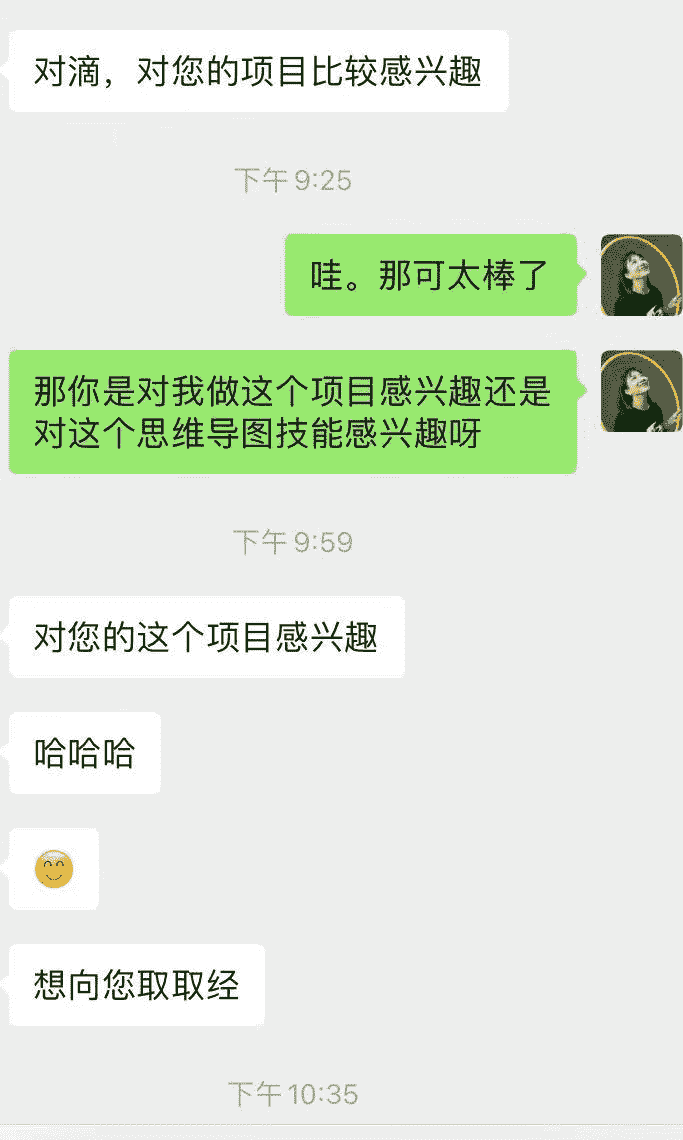 对滴，对您的项目比较感兴趣
下午 9:25
哇。那可太棒了
那你是对我做这个项目感兴趣还是
对这个思维导图技能感兴趣呀
下午 9:59
对您的这个项目感兴趣
哈哈哈
想向您取取经
下午 10:35